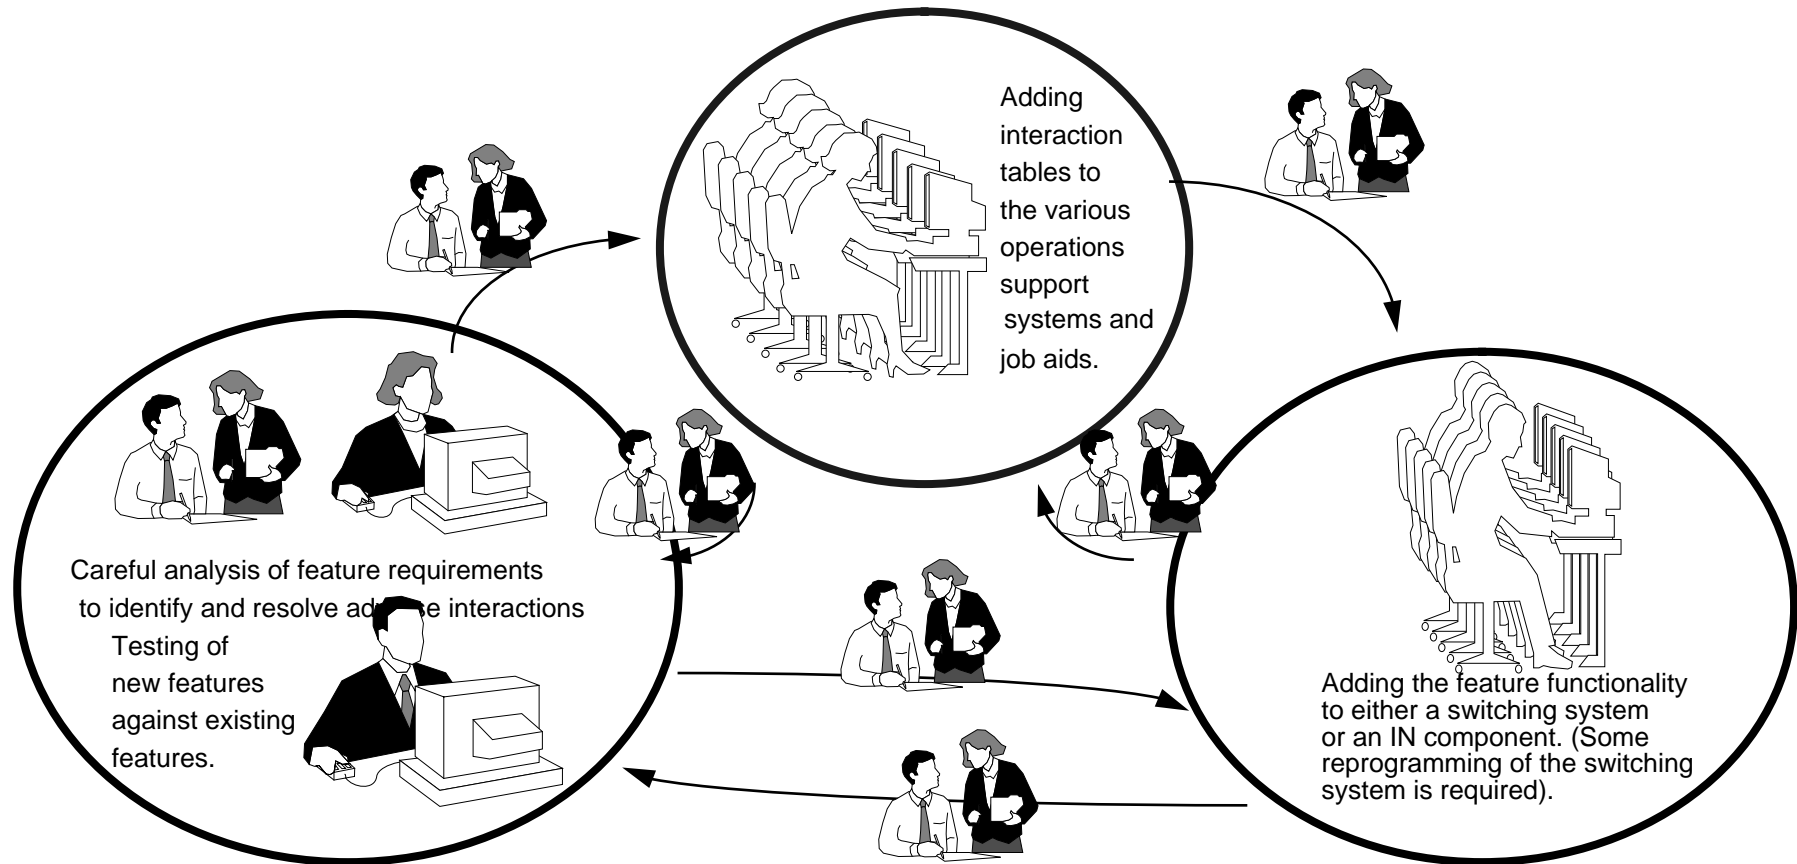 Adding
interaction
tables to
the various
operations
support
systems and
job aids.
Careful analysis of feature requirements
to identify and resolve interactions
Testing of
new features
against existing
features.
Adding the feature functionality
to either a switching system
or an IN component. (Some
reprogramming of the switching
system is required).